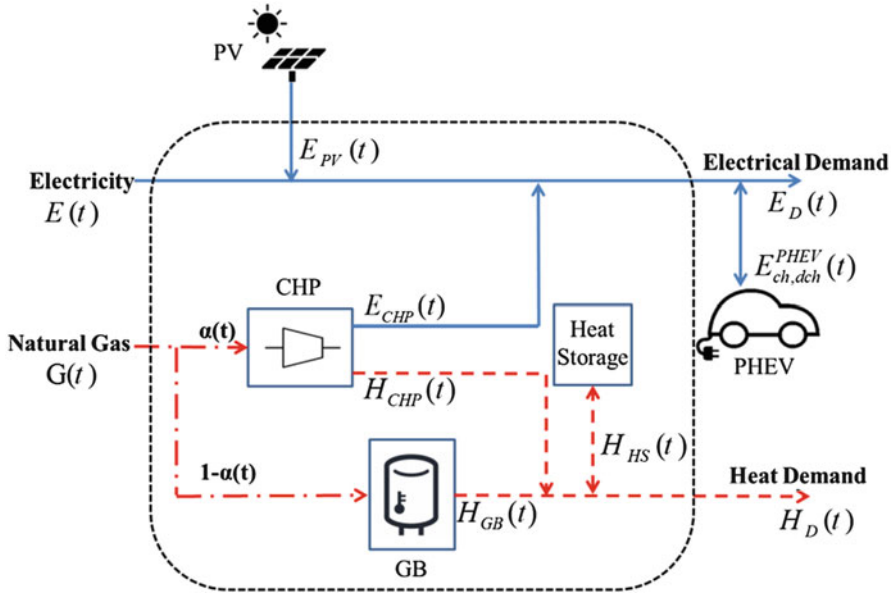 PV
E_PV (t)
Electricity
E(t)
Electrical Demand
E_D (t)
E_ch,dch^PHEV (t)
CHP
E_CHP (t)
Heat
Storage
PHEV
Natural Gas
α(t)
G(t)
H_CHP (t)
H_HS (t)
1-α(t)
Heat Demand
H_GB (t)
H_D (t)
GB